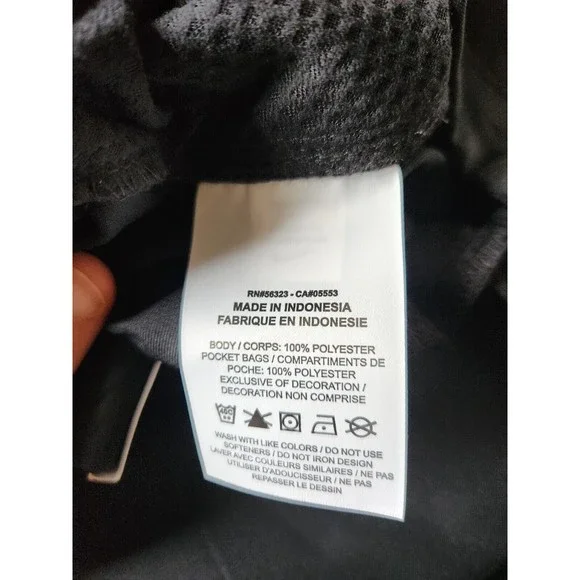 RN#56323 - CA#05553
MADE IN INDONESIA
FABRIQUE EN INDONESIE
BODY / CORPS: 100% POLYESTER
POCKET BAGS / COMPARTIMENTS DE
POCHE: 100% POLYESTER
EXCLUSIVE OF DECORATION /
DECORATION NON COMPRISE
WASH WITH LIKE COLORS / DO NOT USE
SOFTENERS / DO NOT IRON DESIGN
LAVER AVEC COULEURS SIMILAIRES / NE PAS
UTILISER D'ADOUCISSEUR / NE PAS
REPASSER LE DESSIN